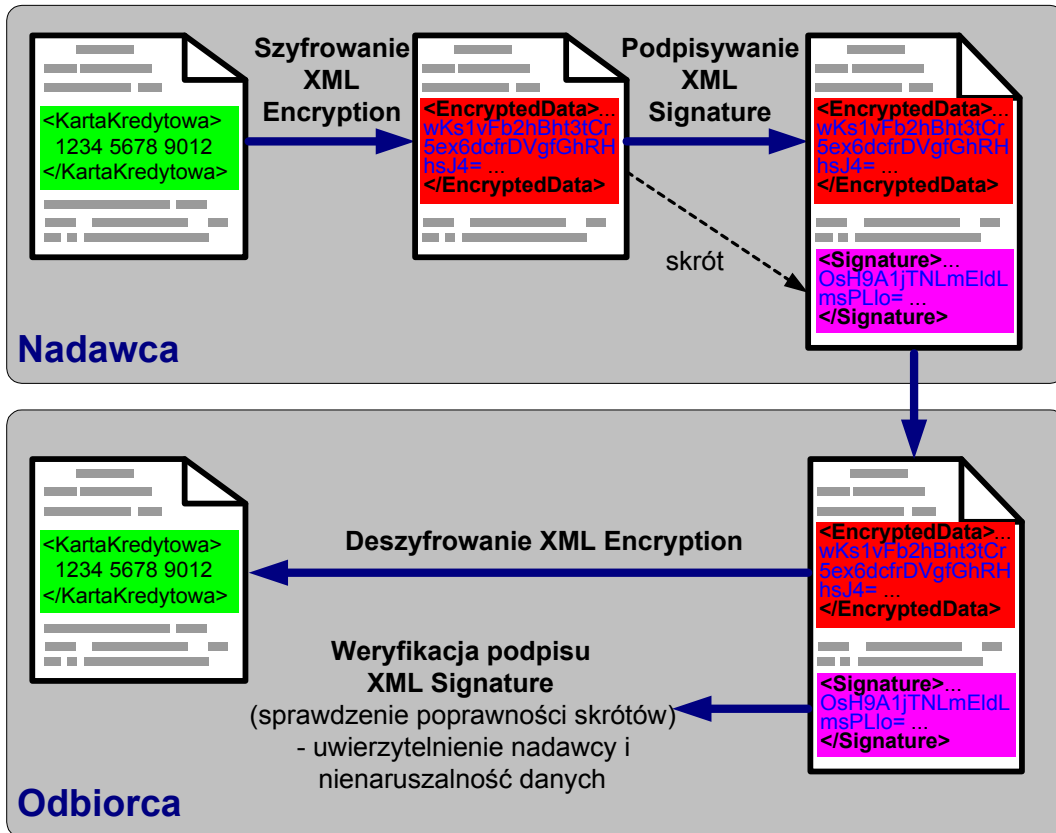 Szyfrowanie
XML
Encryption
Podpisywanie
XML
Signature
<KartaKredytowa>
1234 5678 9012
</KartaKredytowa>
<EncryptedData>...
wKs1vFb2hBht3tCr
5ex6dcfrDVgfGhRH
hsJ4= ...
</EncryptedData>
<EncryptedData>...
wKs1vFb2hBht3tCr
5ex6dcfrDVgfGhRH
hsJ4= ...
</EncryptedData>
skrót
<Signature>...
OsH9A1jTNLmEIdL
msPLlo= ...
</Signature>
Nadawca
<KartaKredytowa>
1234 5678 9012
</KartaKredytowa>
Deszyfrowanie XML Encryption
<EncryptedData>...
wKs1vFb2hBht3tCr
5ex6dcfrDVgfGhRH
hsJ4= ...
</EncryptedData>
Weryfikacja podpisu
XML Signature
(sprawdzenie poprawności skrótów)
- uwierzytelnienie nadawcy i
nienaruszalność danych
<Signature>...
OsH9A1jTNLmEIdL
msPLlo= ...
</Signature>
Odbiorca